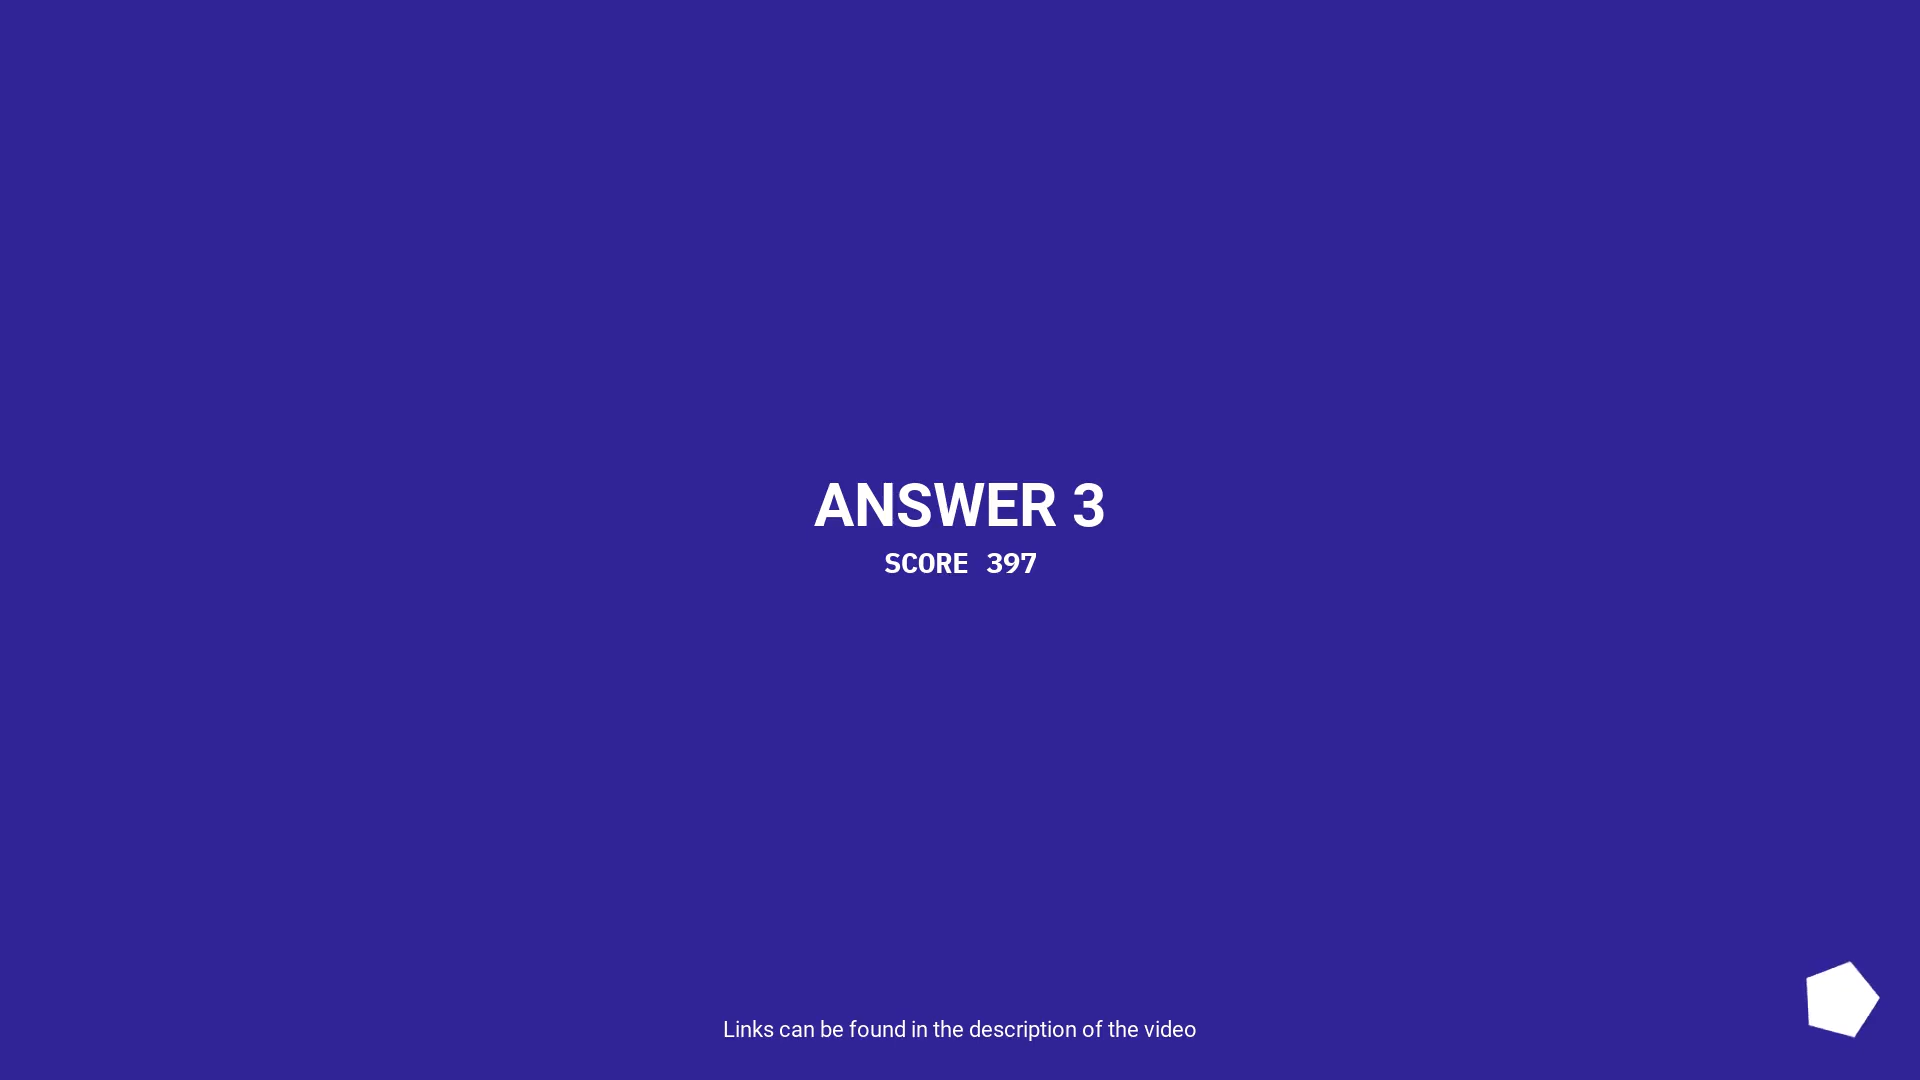 ANSWER 3
SCORE 397
Links can be found in the description of the video